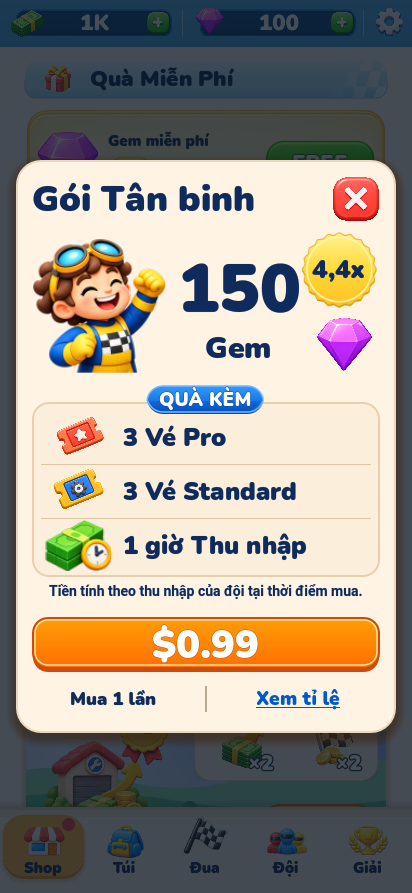 1K
100
Quà Miễn Phí
Gem miễn phí
FREE
Gói Tân binh
4,4x
150
Gem
QUÀ KÈM
3 Vé Pro
3 Vé Standard
1 giờ Thu nhập
Tiền tính theo thu nhập của đội tại thời điểm mua.
$0.99
Mua 1 lần
Xem tỉ lệ
x2
x2
Shop
Túi
Đua
Đội
Giải